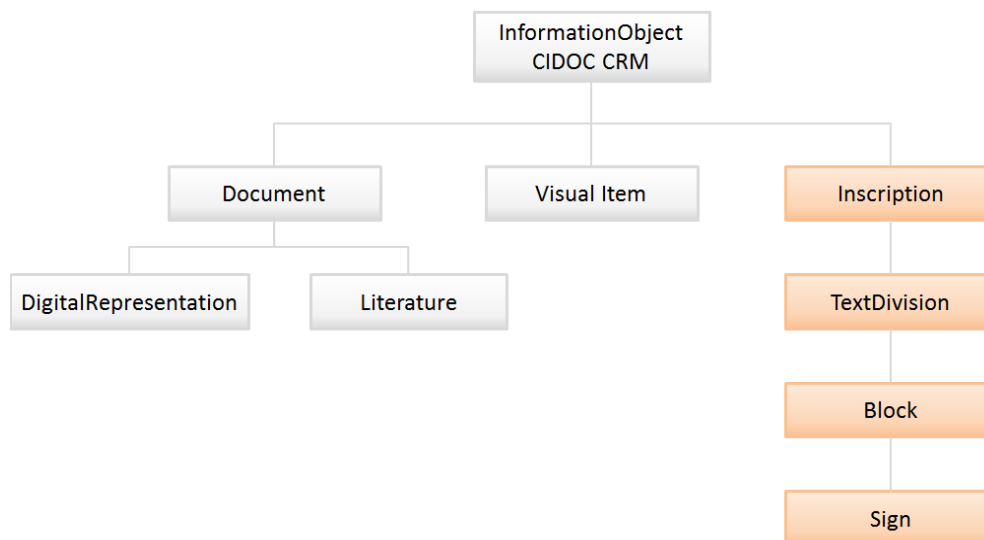 InformationObject
CIDOC CRM
Document
Visual Item
Inscription
DigitalRepresentation
Literature
TextDivision
Block
Sign